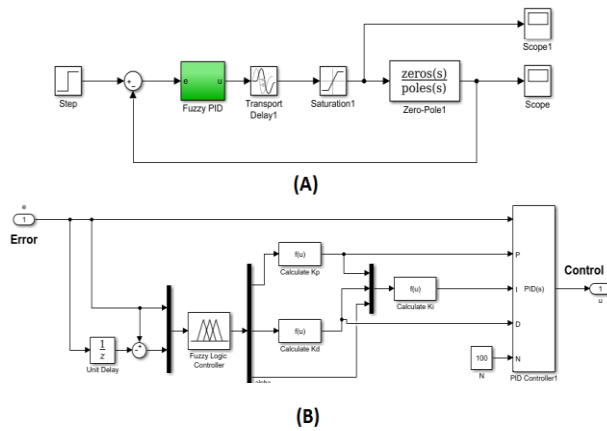 Scope1
Step
+
−
e
u
Fuzzy PID
Transport
Delay1
Saturation1
zeros(s)
poles(s)
Zero-Pole1
Scope
(A)
e
1
Error
f(u)
Calculate Kp
P
Control
f(u)
Calculate Ki
I
PID(s)
1
u
Fuzzy Logic
Controller
f(u)
Calculate Kd
D
1
z
Unit Delay
+
−
alpha
100
N
N
PID Controller1
(B)